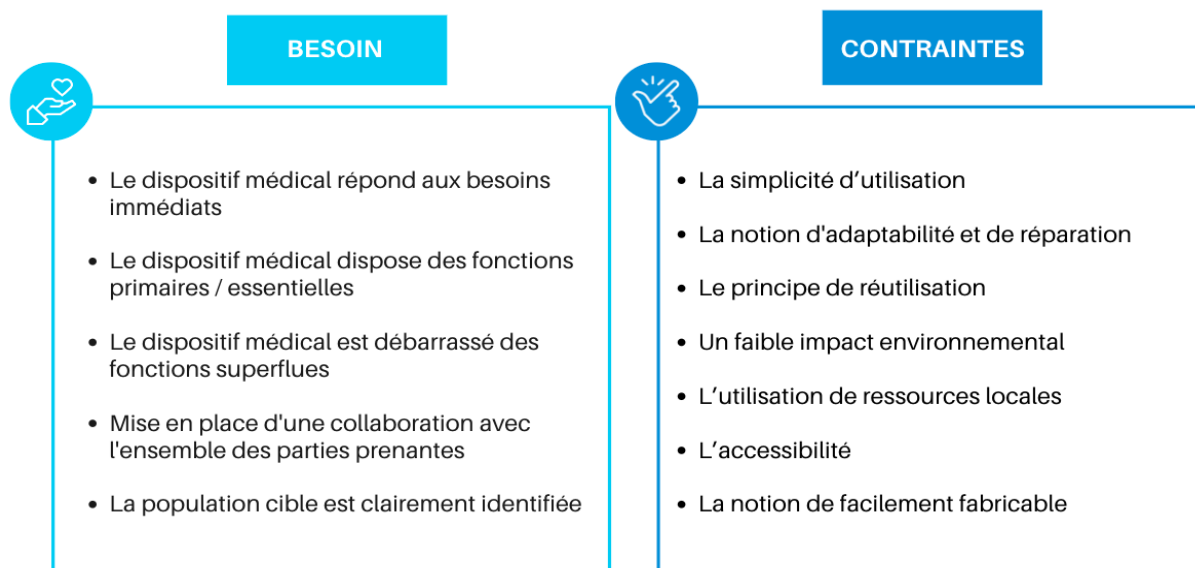 BESOIN
• Le dispositif médical répond aux besoins
immédiats
• Le dispositif médical dispose des fonctions
primaires / essentielles
• Le dispositif médical est débarrassé des
fonctions superflues
• Mise en place d'une collaboration avec
l'ensemble des parties prenantes
• La population cible est clairement identifiée
CONTRAINTES
• La simplicité d’utilisation
• La notion d'adaptabilité et de réparation
• Le principe de réutilisation
• Un faible impact environnemental
• L’utilisation de ressources locales
• L’accessibilité
• La notion de facilement fabricable